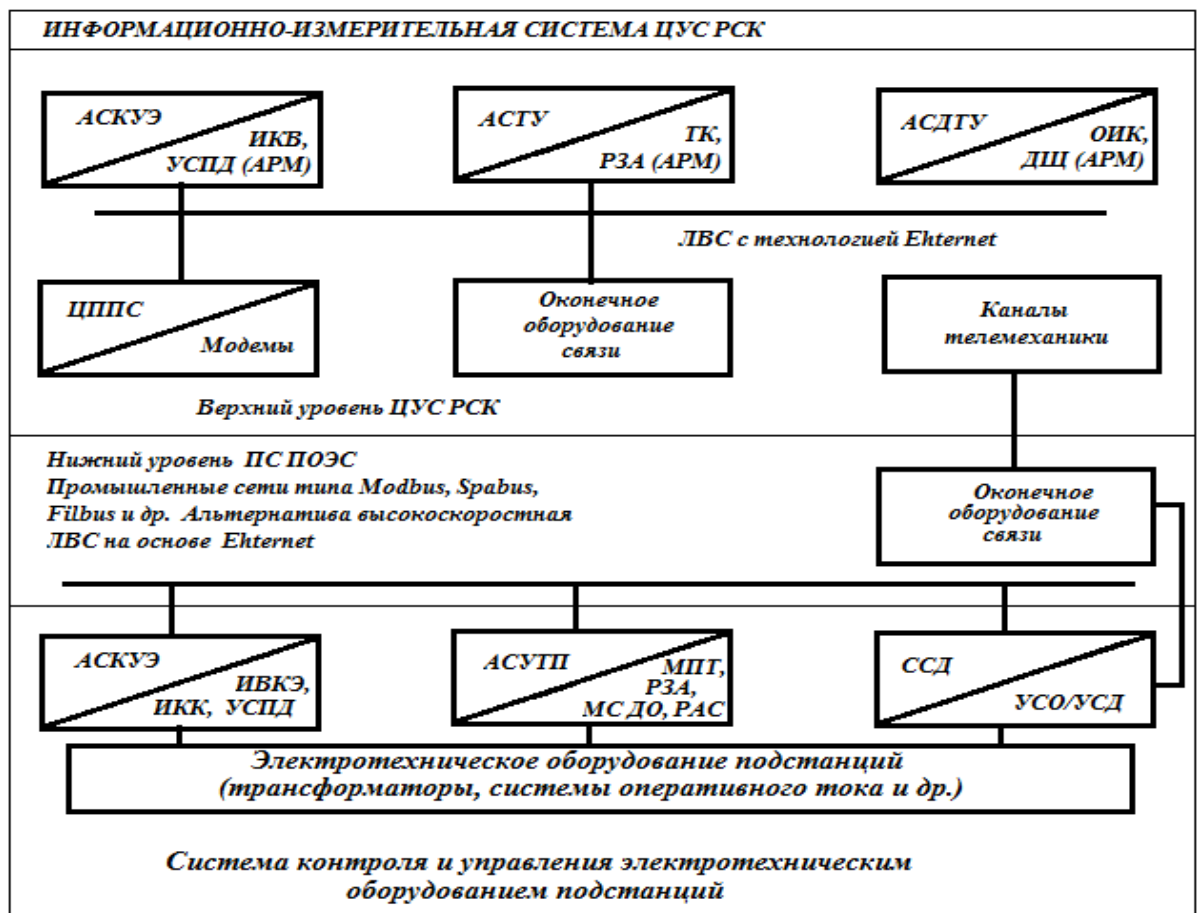 ИНФОРМАЦИОННО-ИЗМЕРИТЕЛЬНАЯ СИСТЕМА ЦУС РСК
АСКУЭ
ИКВ,
УСПД (АРМ)
АСТУ
ТК,
РЗА (АРМ)
АСДТУ
ОИК,
ДЩ (АРМ)
ЛВС с технологией Ehternet
ЦППС
Модемы
Оконечное
оборудование
связи
Каналы
телемеханики
Верхний уровень ЦУС РСК
Нижний уровень ПС ПОЭС
Промышленные сети типа Modbus, Spabus,
Filbus и др. Альтернатива высокоскоростная
ЛВС на основе Ehternet
Оконечное
оборудование
связи
АСКУЭ
ИВКЭ,
ИКК, УСПД
АСУТП
МПТ,
РЗА,
МС ДО, РАС
ССД
УСО/УСД
Электротехническое оборудование подстанций
(трансформаторы, системы оперативного тока и др.)
Система контроля и управления электротехническим
оборудованием подстанций